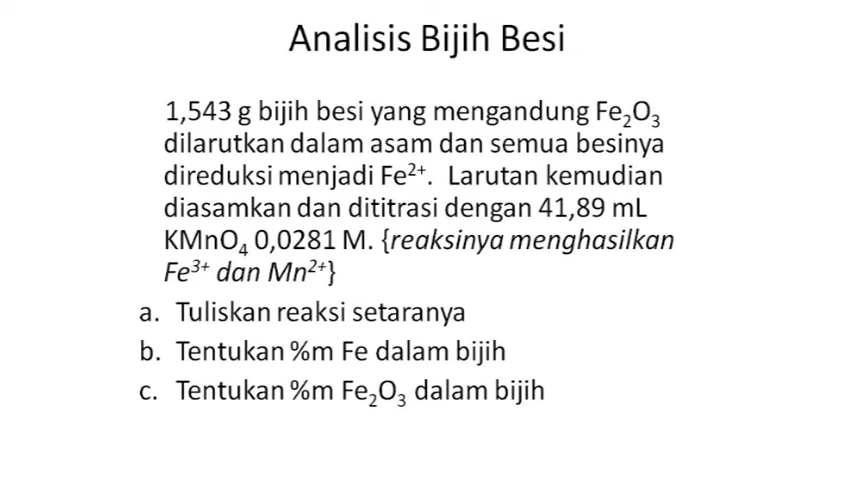 Analisis Bijih Besi
1,543 g bijih besi yang mengandung Fe₂O₃
dilarutkan dalam asam dan semua besinya
direduksi menjadi Fe²⁺. Larutan kemudian
diasamkan dan dititrasi dengan 41,89 mL
KMnO₄ 0,0281 M. {reaksinya menghasilkan
Fe³⁺ dan Mn²⁺}
a. Tuliskan reaksi setaranya
b. Tentukan %m Fe dalam bijih
c. Tentukan %m Fe₂O₃ dalam bijih